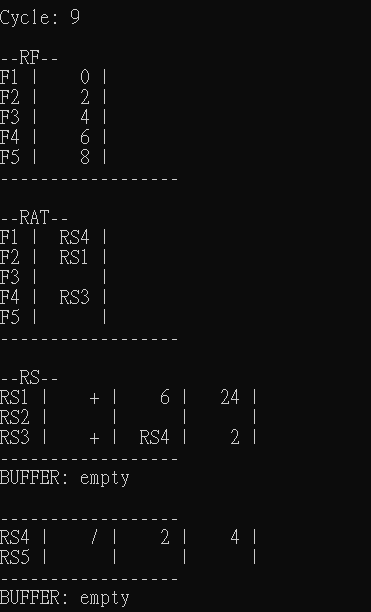 Cycle: 9
--RF--
F1 |     0 |
F2 |     2 |
F3 |     4 |
F4 |     6 |
F5 |     8 |
------------------
--RAT--
F1 |  RS4 |
F2 |  RS1 |
F3 |      |
F4 |  RS3 |
F5 |      |
------------------
--RS--
RS1 |    + |    6 |   24 |
RS2 |      |      |      |
RS3 |    + |  RS4 |    2 |
------------------
BUFFER: empty
------------------
RS4 |    / |    2 |    4 |
RS5 |      |      |      |
------------------
BUFFER: empty